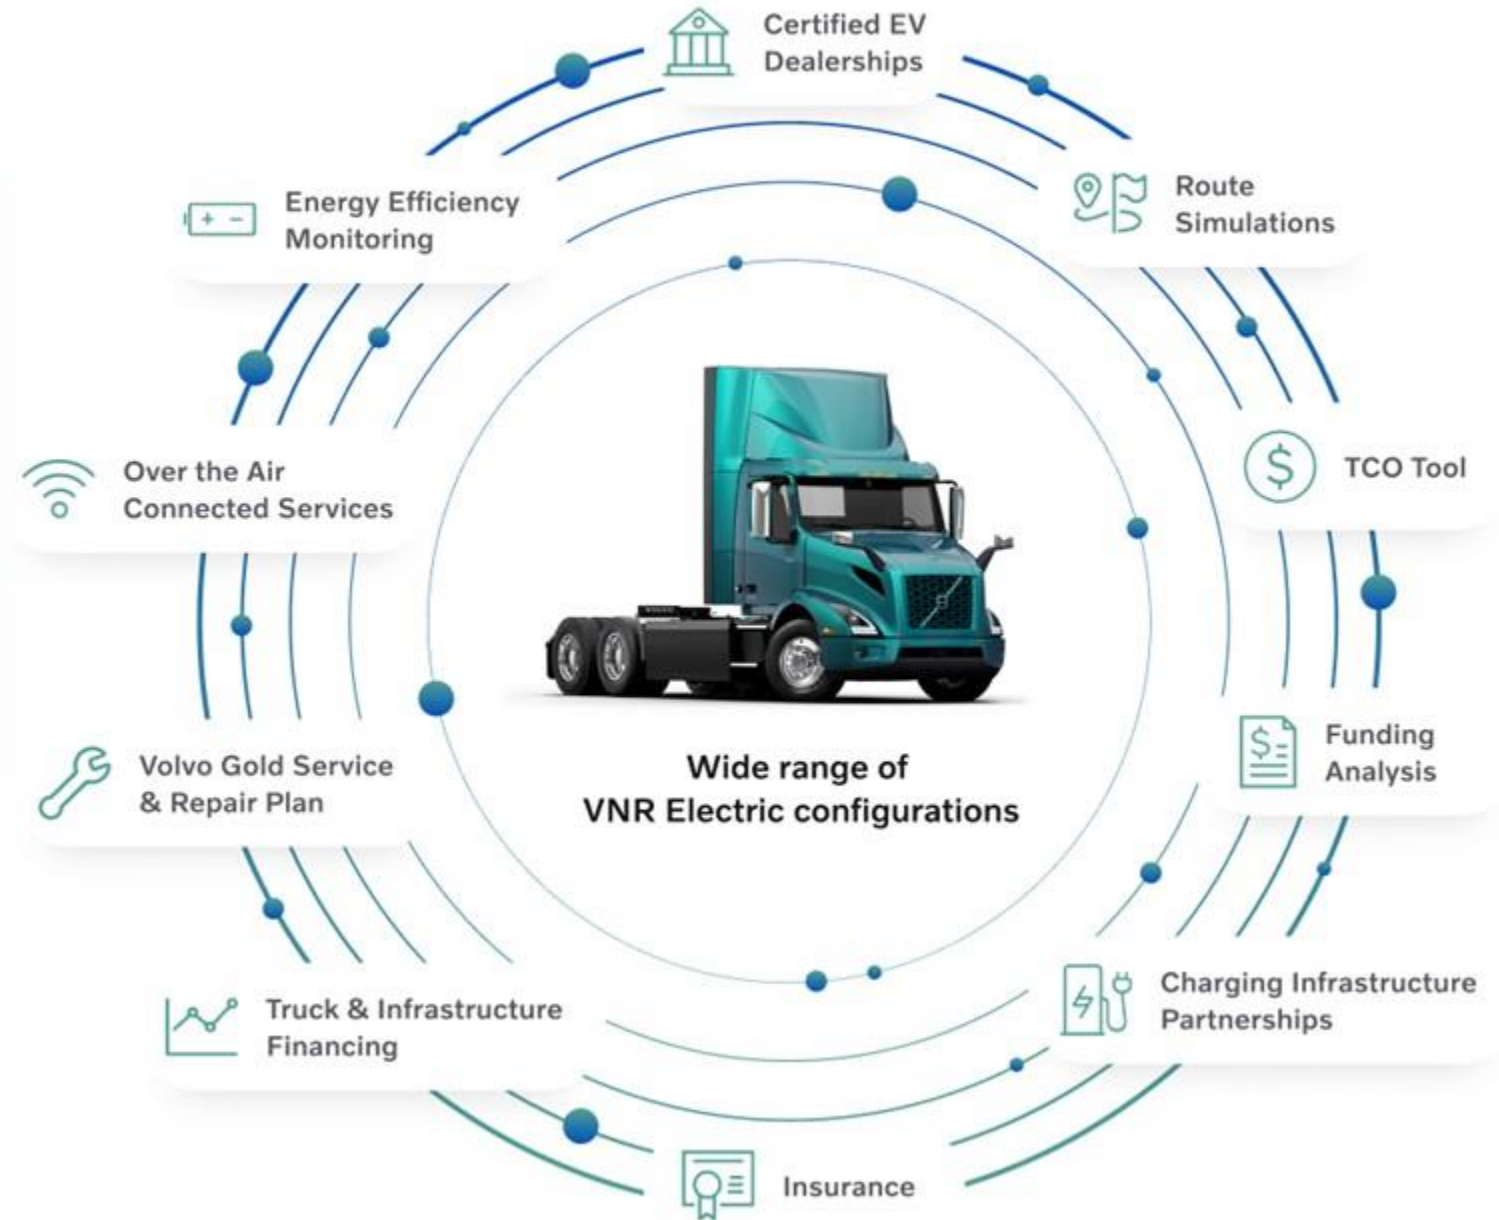 Certified EV
Dealerships
Route
Simulations
TCO Tool
Funding
Analysis
Charging Infrastructure
Partnerships
Insurance
Truck & Infrastructure
Financing
Volvo Gold Service
& Repair Plan
Over the Air
Connected Services
Energy Efficiency
Monitoring
Wide range of
VNR Electric configurations